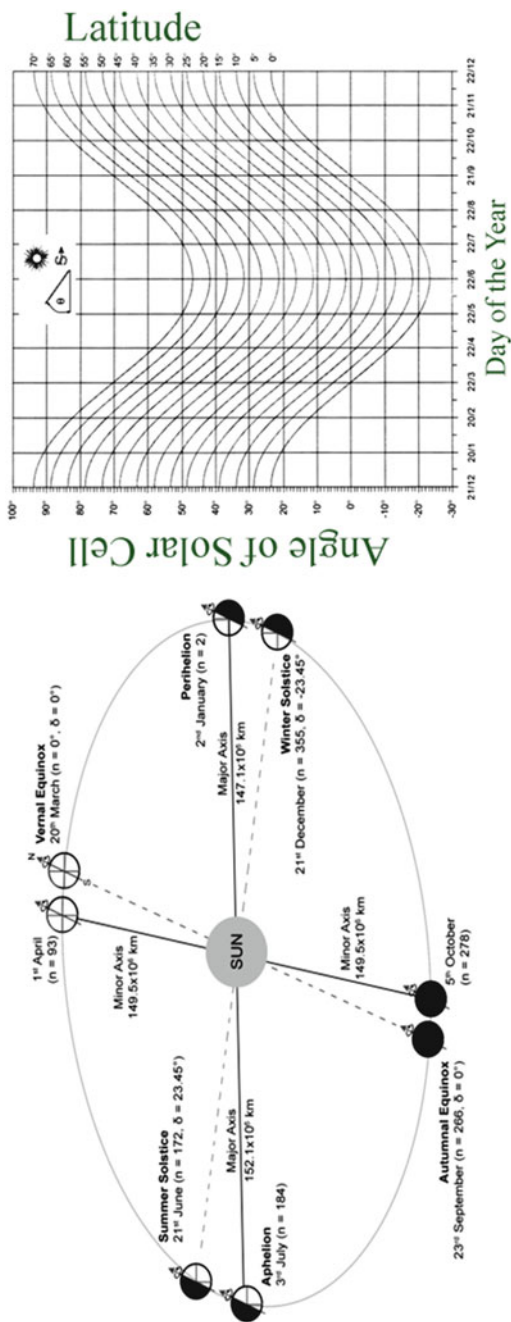 Summer Solstice
21st June (n = 172, δ = 23.45°)
1st April
(n = 93)
Vernal Equinox
20th March (n = 0°, δ = 0°)
N
S
Minor Axis
149.5x10⁶ km
Aphelion
3rd July (n = 184)
Major Axis
152.1x10⁶ km
SUN
Major Axis
147.1x10⁶ km
Perihelion
2nd January (n = 2)
Minor Axis
149.5x10⁶ km
Winter Solstice
21st December (n = 355, δ = -23.45°)
Autumnal Equinox
23rd September (n = 266, δ = 0°)
5th October
(n = 278)
Angle of Solar Cell
100°
90°
80°
70°
60°
50°
40°
30°
20°
10°
0°
-10°
-20°
-30°
θ
S
Latitude
70°
65°
60°
55°
50°
45°
40°
35°
30°
25°
20°
15°
10°
5°
0°
21/12 20/1 20/2 22/3 22/4 22/5 22/6 22/7 22/8 21/9 22/10 21/11 22/12
Day of the Year